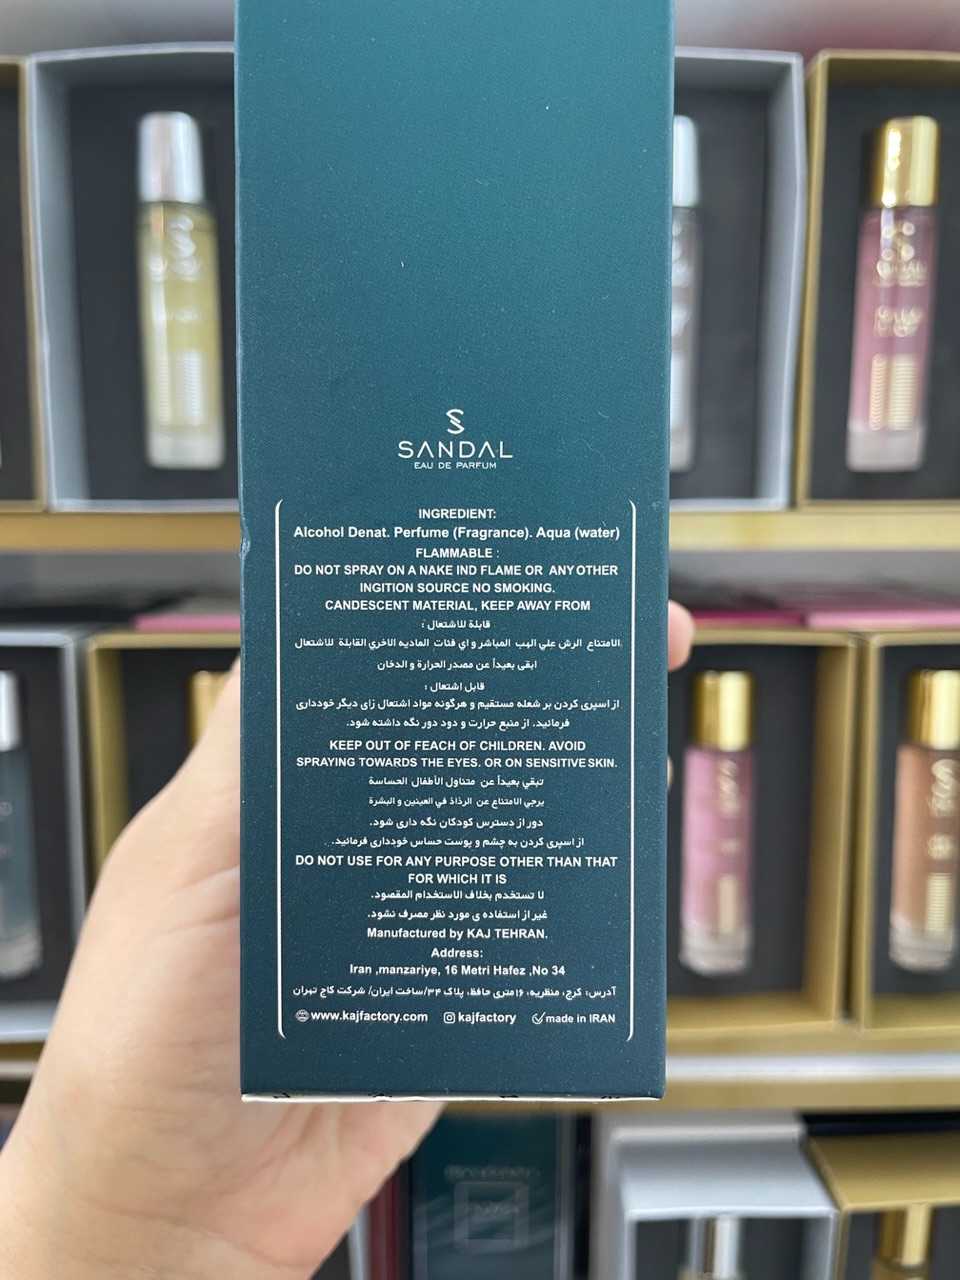 SANDAL
EAU DE PARFUM
INGREDIENT:
Alcohol Denat. Perfume (Fragrance). Aqua (water)
FLAMMABLE :
DO NOT SPRAY ON A NAKE IND FLAME OR ANY OTHER
INGITION SOURCE NO SMOKING.
CANDESCENT MATERIAL, KEEP AWAY FROM
قابلة للاشتعال :
الامتناع الرش علي الهب المباشر و اي فئات الماديه الاخري القابلة للاشتعال
ابقى بعيداً عن مصدر الحرارة و الدخان
قابل اشتعال :
از اسپری کردن بر شعله مستقیم و هرگونه مواد اشتعال زای دیگر خودداری
فرمائید. از منبع حرارت و دود دور نگه داشته شود.
KEEP OUT OF FEACH OF CHILDREN. AVOID
SPRAYING TOWARDS THE EYES. OR ON SENSITIVE SKIN.
تبقي بعيداً عن متناول الأطفال الحساسة
يرجي الامتناع عن الرذاذ في العينين و البشرة
دور از دسترس کودکان نگه داری شود.
از اسپری کردن به چشم و پوست حساس خودداری فرمائید.
DO NOT USE FOR ANY PURPOSE OTHER THAN THAT
FOR WHICH IT IS
لا تستخدم بخلاف الاستخدام المقصود.
غیر از استفاده ی مورد نظر مصرف نشود.
Manufactured by KAJ TEHRAN.
Address:
Iran ,manzariye, 16 Metri Hafez ,No 34
آدرس: کرج، منظریه، ۱۶متری حافظ، پلاک ۳۴/ساخت ایران/ شرکت کاج تهران
www.kajfactory.com kajfactory made in IRAN
SANDAL